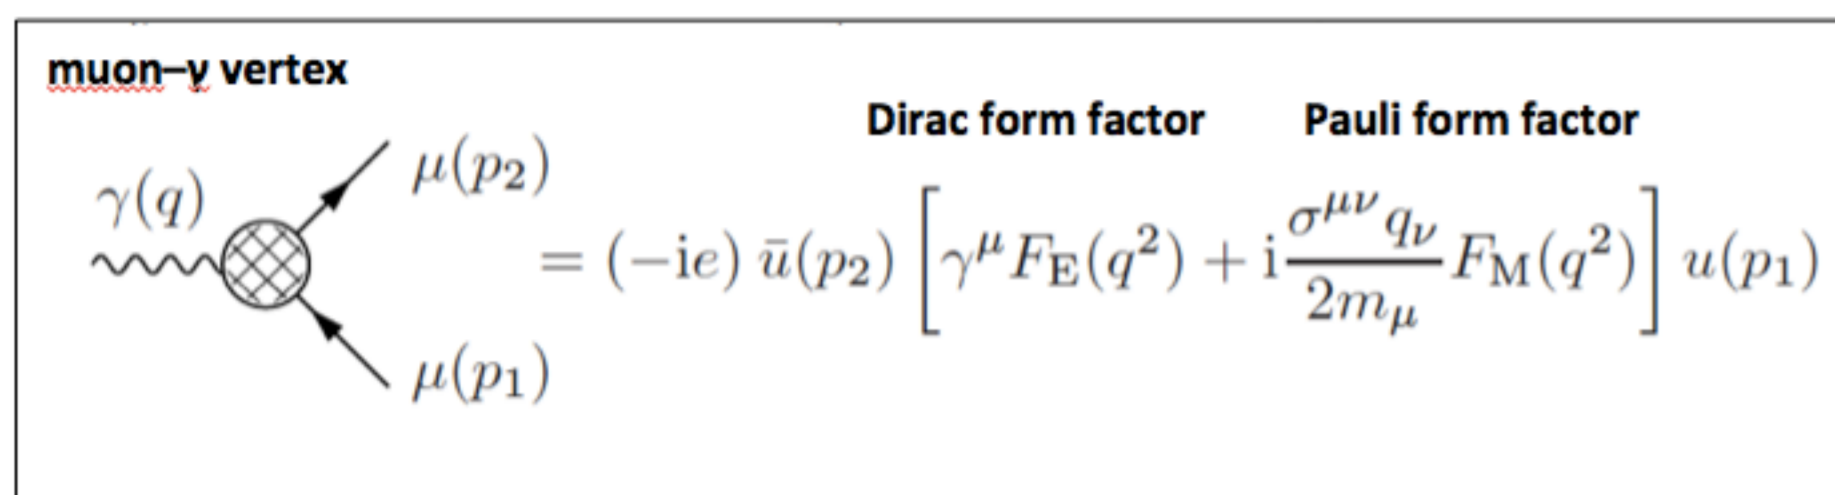 muon–γ vertex
Dirac form factor Pauli form factor
γ(q)
μ(p₂)
= (−ie) ū(p₂) [γ^μ F_E(q²) + i σ^{μν} q_ν / 2m_μ F_M(q²)] u(p₁)
μ(p₁)